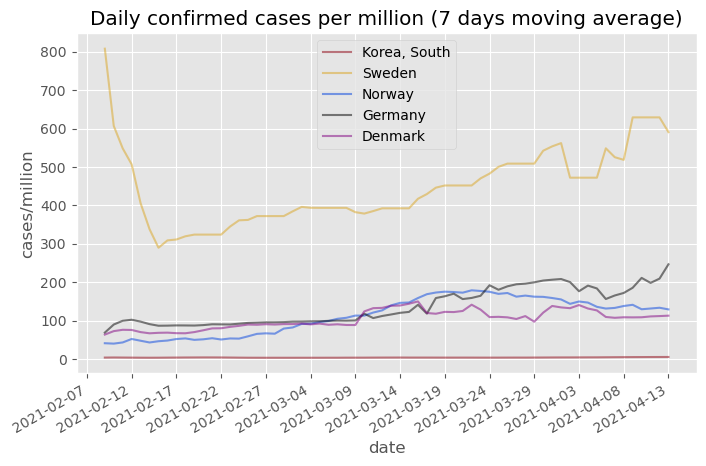 Daily confirmed cases per million (7 days moving average)
Korea, South
Sweden
Norway
Germany
Denmark
cases/million
800
700
600
500
400
300
200
100
0
2021-02-07
2021-02-12
2021-02-17
2021-02-22
2021-02-27
2021-03-04
2021-03-09
2021-03-14
2021-03-19
2021-03-24
2021-03-29
2021-04-03
2021-04-08
2021-04-13
date